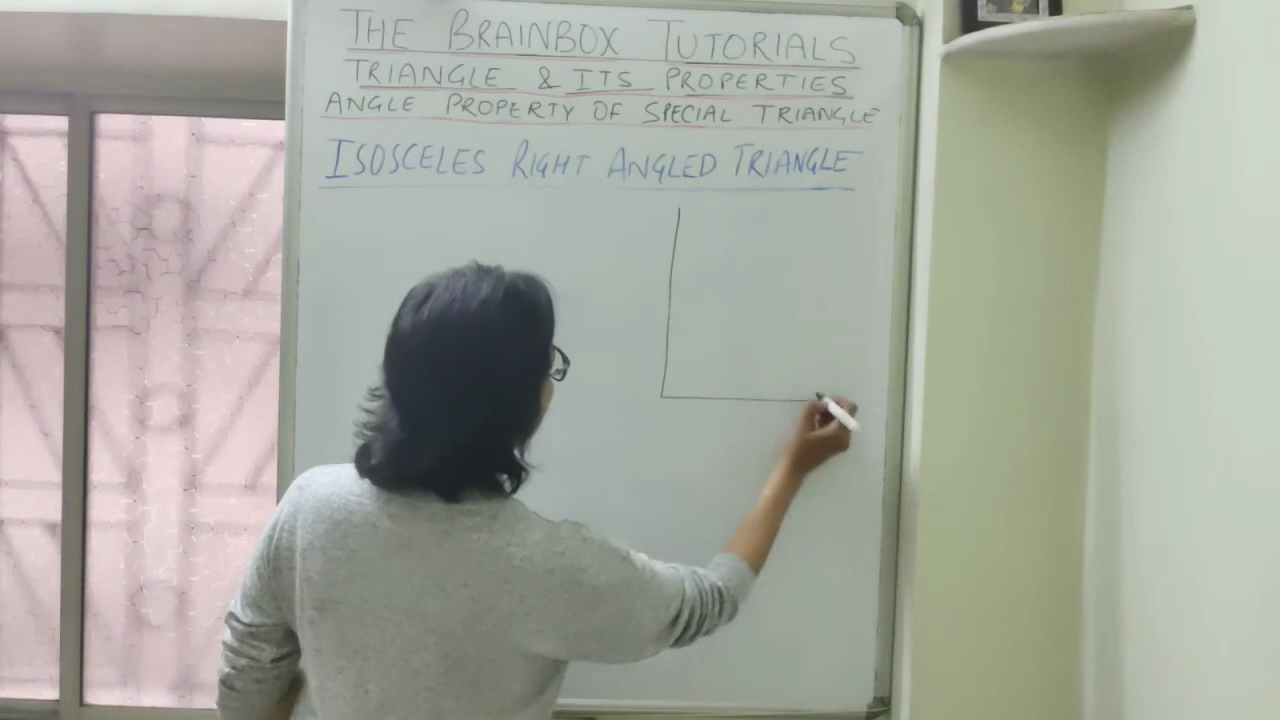 THE BRAINBOX TUTORIALS
TRIANGLE & ITS PROPERTIES
ANGLE PROPERTY OF SPECIAL TRIANGLE
ISOSCELES RIGHT ANGLED TRIANGLE